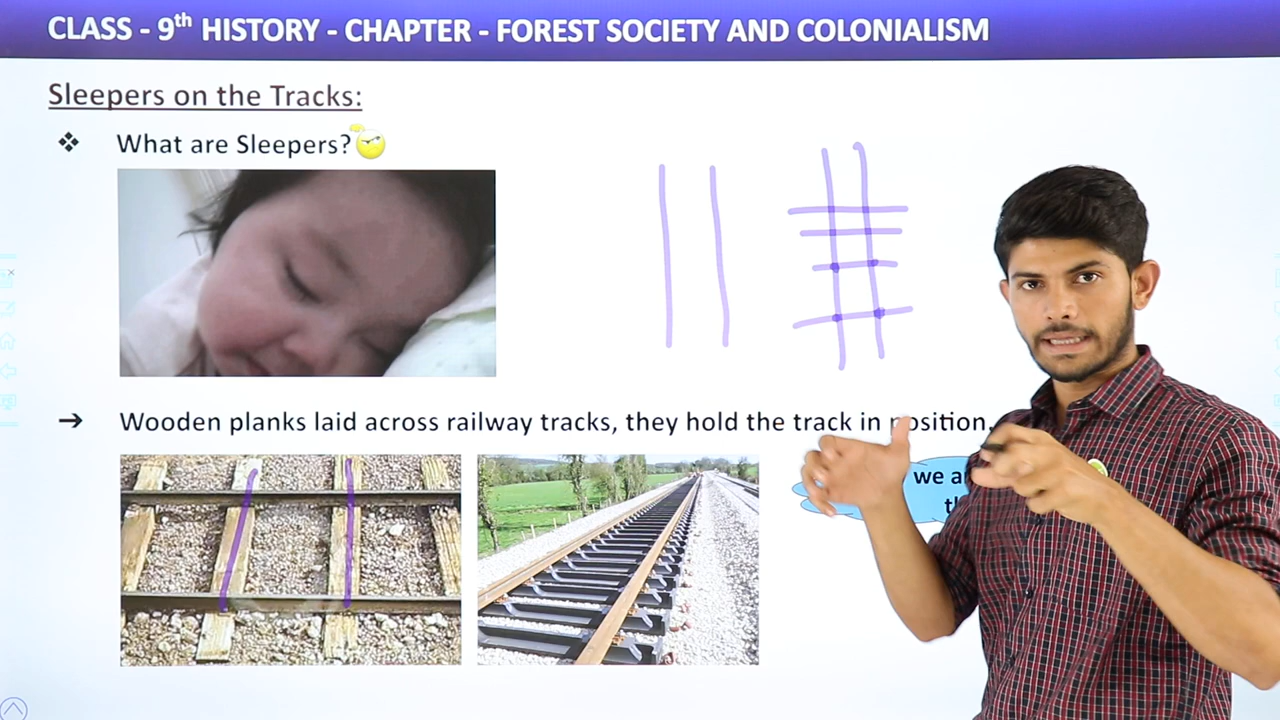 CLASS - 9th HISTORY - CHAPTER - FOREST SOCIETY AND COLONIALISM
Sleepers on the Tracks:
❖ What are Sleepers?
➔ Wooden planks laid across railway tracks, they hold the track in position.
we